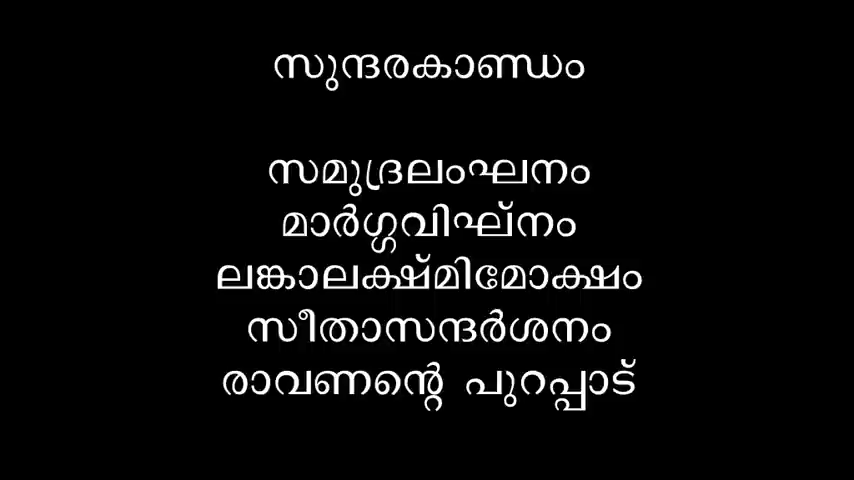 സുന്ദരകാണ്ഡം
സമുദ്രലംഘനം
മാർഗ്ഗവിഘ്നം
ലങ്കാലക്ഷ്മിമോക്ഷം
സീതാസന്ദർശനം
രാവണന്റെ പുറപ്പാട്